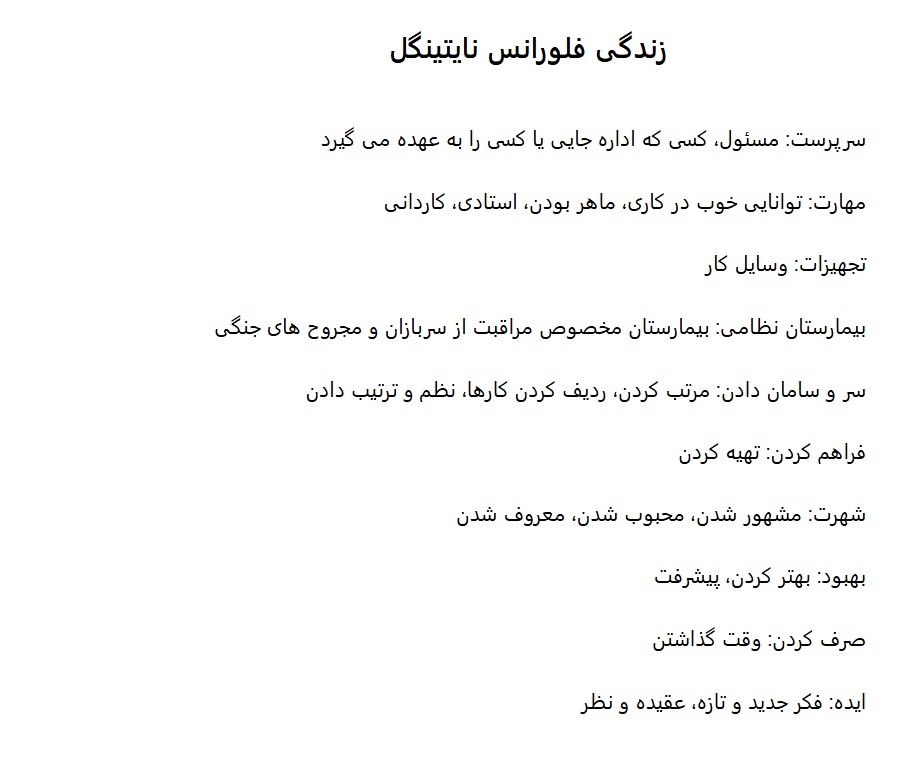 زندگی فلورانس نایتینگل
سرپرست: مسئول، کسی که اداره جایی یا کسی را به عهده می گیرد
مهارت: توانایی خوب در کاری، ماهر بودن، استادی، کاردانی
تجهیزات: وسایل کار
بیمارستان نظامی: بیمارستان مخصوص مراقبت از سربازان و مجروح های جنگی
سر و سامان دادن: مرتب کردن، ردیف کردن کارها، نظم و ترتیب دادن
فراهم کردن: تهیه کردن
شهرت: مشهور شدن، محبوب شدن، معروف شدن
بهبود: بهتر کردن، پیشرفت
صرف کردن: وقت گذاشتن
ایده: فکر جدید و تازه، عقیده و نظر